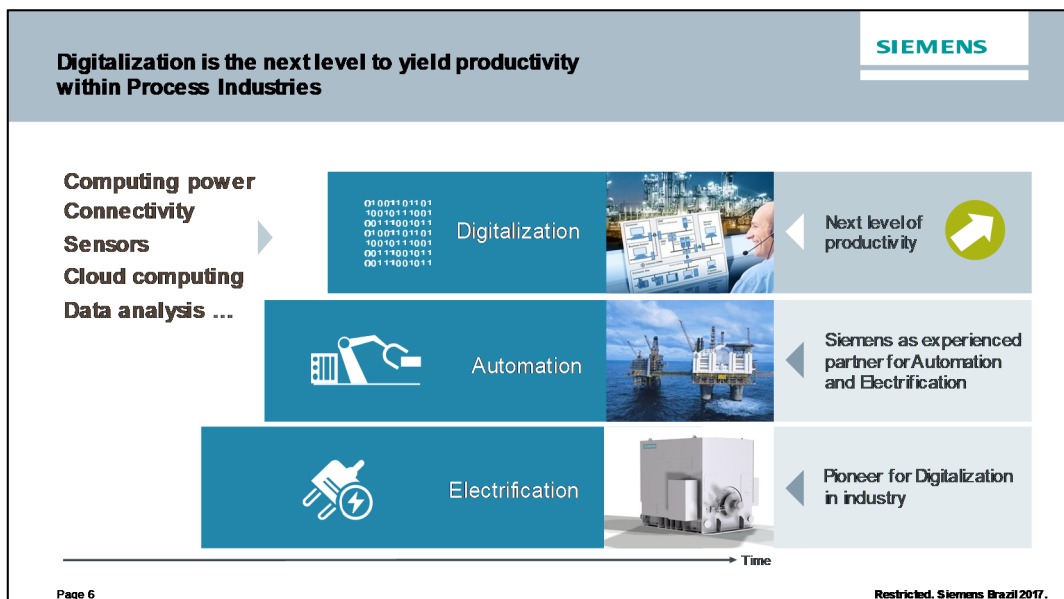 Digitalization is the next level to yield productivity
within Process Industries
SIEMENS
Computing power
Connectivity
Sensors
Cloud computing
Data analysis ...
01001101101
10010111001
00111001011
01001101101
10010111001
00111001011
00111001011
Digitalization
Next level of
productivity
Automation
Siemens as experienced
partner for Automation
and Electrification
Electrification
Pioneer for Digitalization
in industry
Time
Page 6
Restricted. Siemens Brazil 2017.